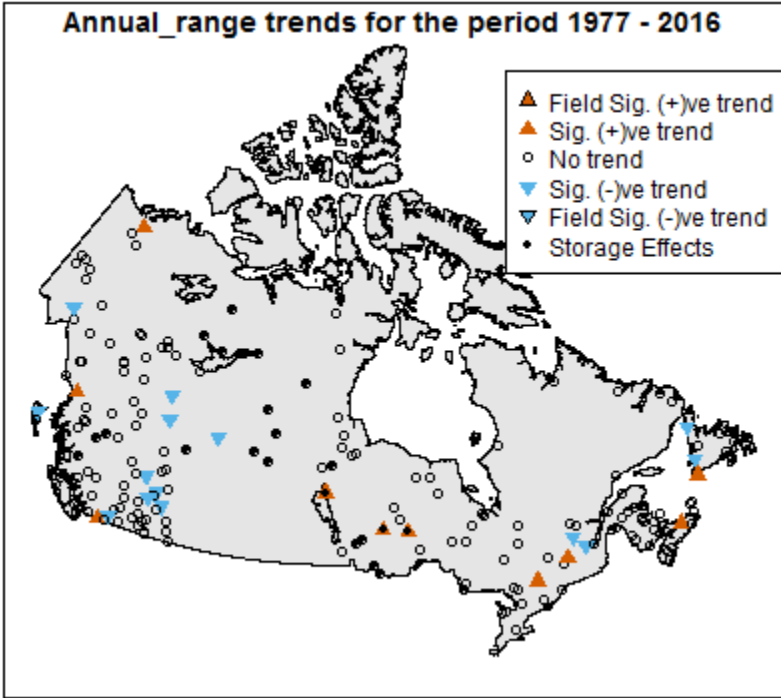 Annual_range trends for the period 1977 - 2016
Field Sig. (+)ve trend
Sig. (+)ve trend
No trend
Sig. (-)ve trend
Field Sig. (-)ve trend
Storage Effects